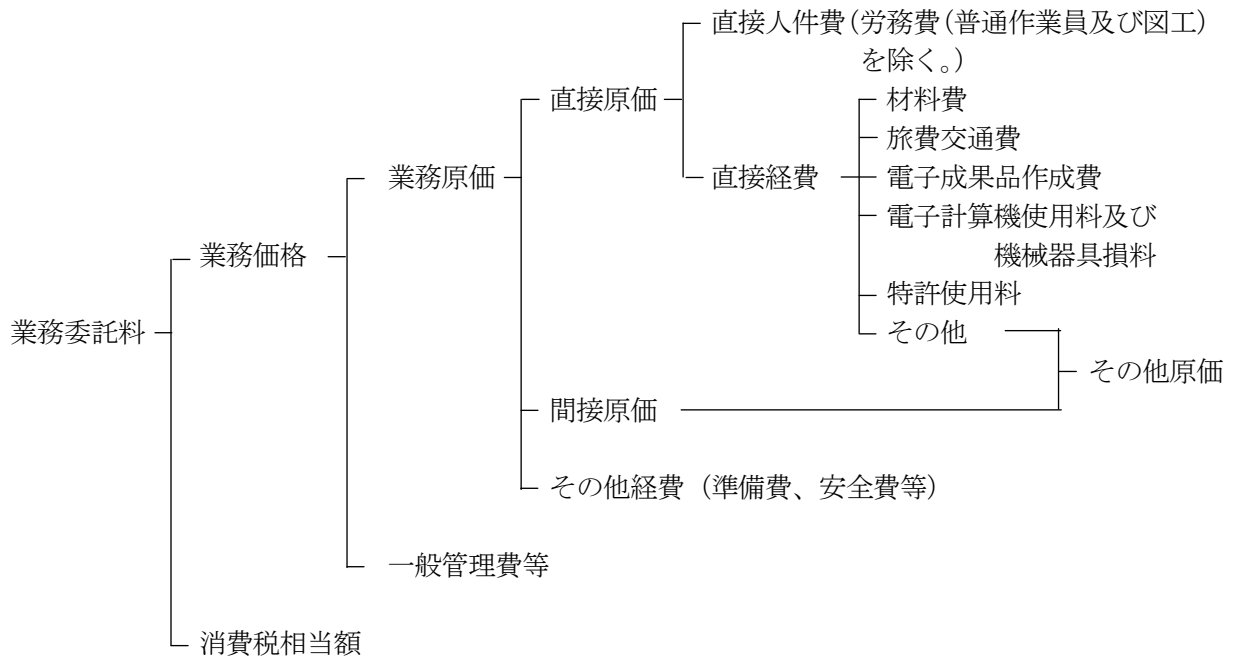 直接人件費(労務費(普通作業員及び図工)
を除く。)
直接原価
材料費
旅費交通費
業務原価
直接経費
電子成果品作成費
電子計算機使用料及び
機械器具損料
業務価格
特許使用料
業務委託料
その他
その他原価
間接原価
その他経費（準備費、安全費等）
一般管理費等
消費税相当額